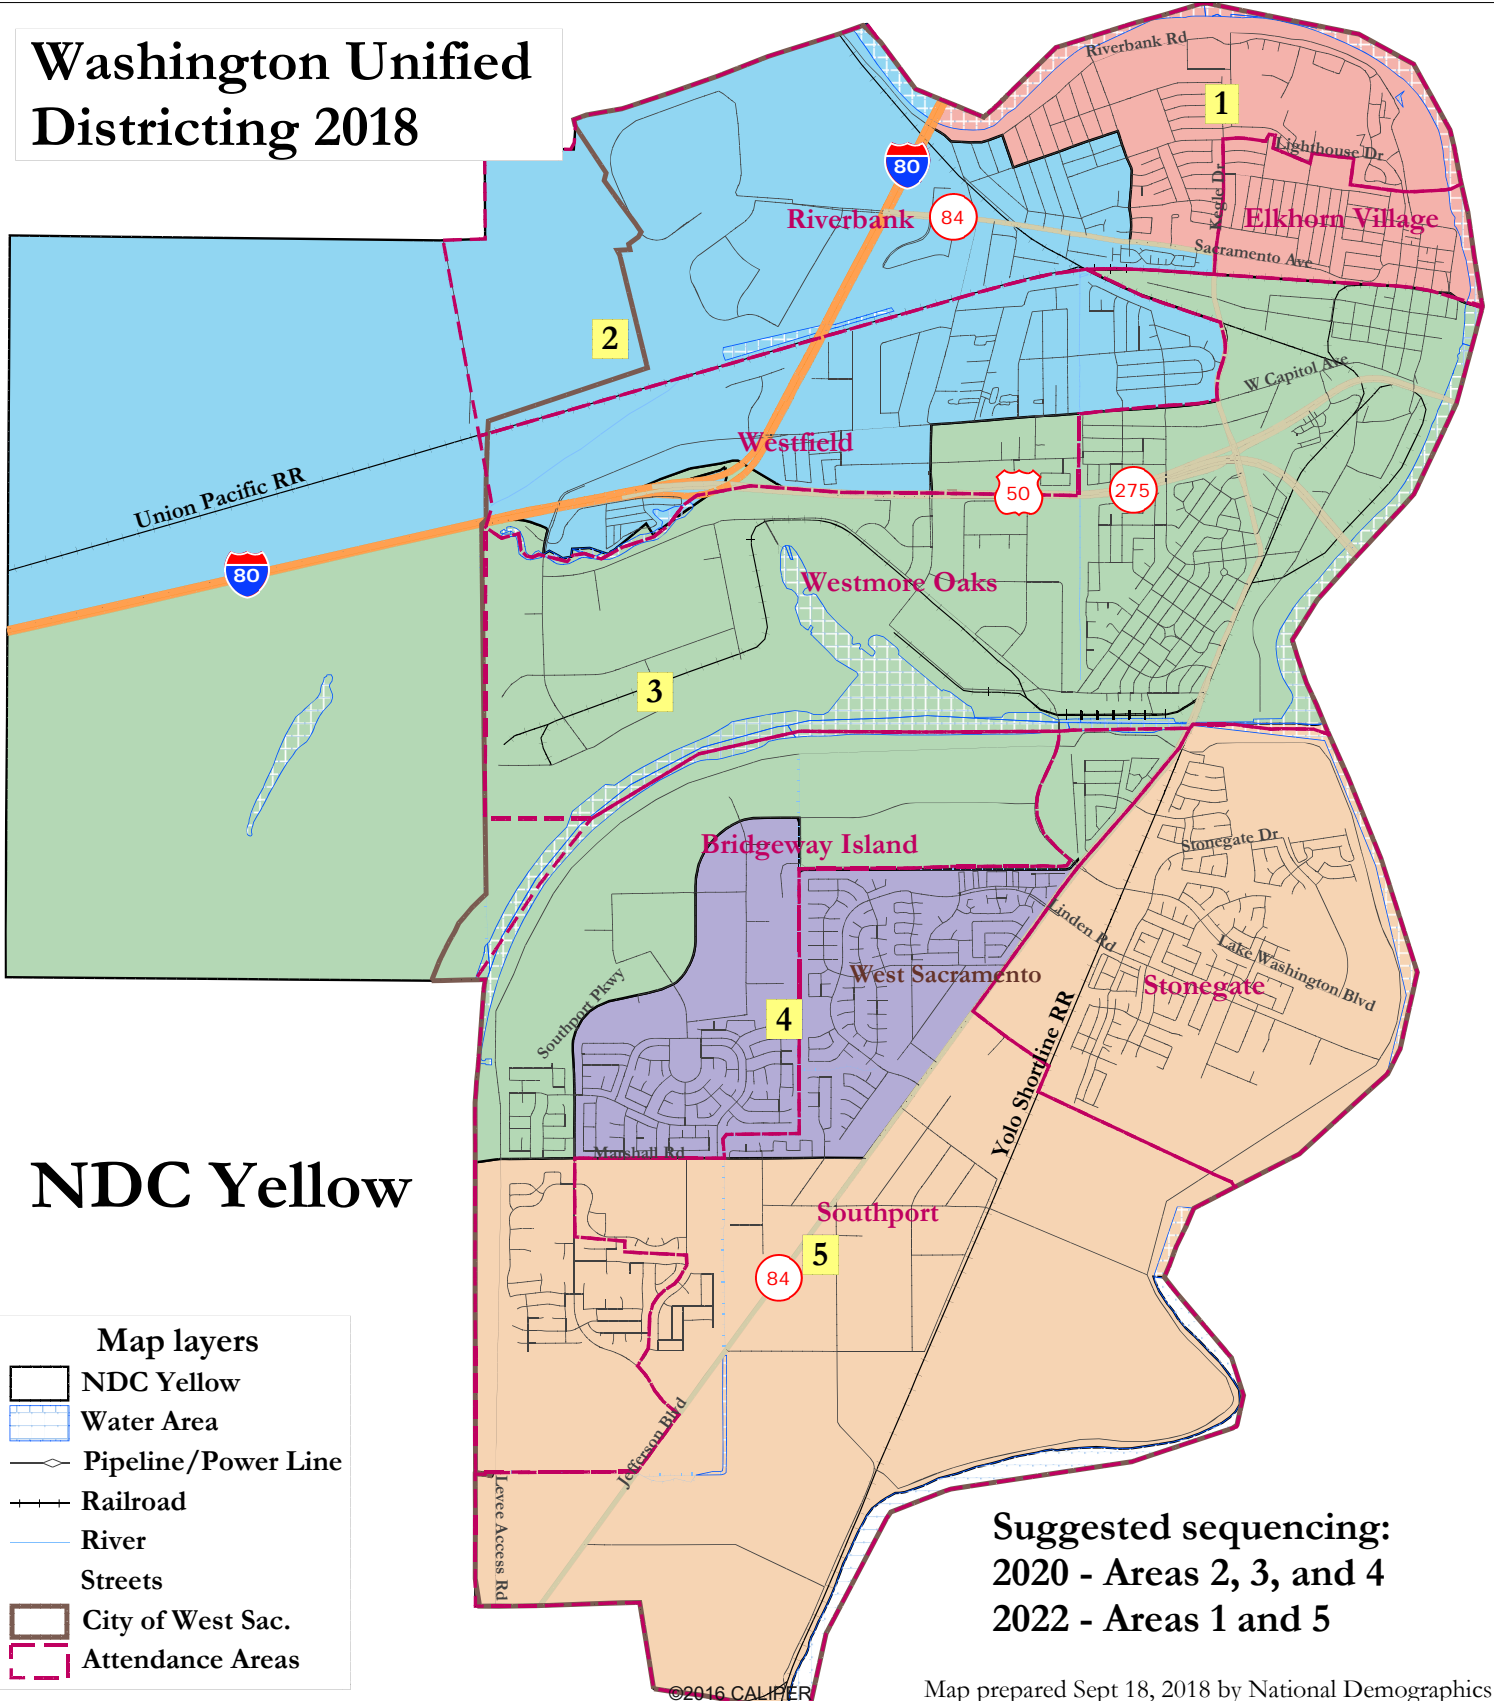 Washington Unified
Districting 2018
Riverbank Rd
1
Lighthouse Dr
80
Kegle Dr
Riverbank
84
Elkhorn Village
Sacramento Ave
2
W Capitol Ave
Westfield
Union Pacific RR
50
275
80
Westmore Oaks
3
Stonegate Dr
Bridgeway Island
Linden Rd
Lake Washington Blvd
West Sacramento
Stonegate
Southport Pkwy
4
Yolo Shortline RR
Marshall Rd
NDC Yellow
Southport
5
84
Jefferson Blvd
Levee Access Rd
Map layers
NDC Yellow
Water Area
Pipeline/Power Line
Railroad
River
Streets
City of West Sac.
Attendance Areas
Suggested sequencing:
2020 - Areas 2, 3, and 4
2022 - Areas 1 and 5
©2016 CALIPER
Map prepared Sept 18, 2018 by National Demographics